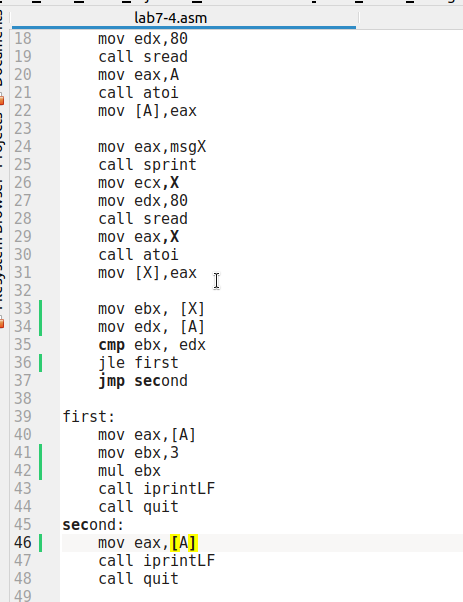 lab7-4.asm
18 mov edx,80
19 call sread
20 mov eax,A
21 call atoi
22 mov [A],eax
23
24 mov eax,msgX
25 call sprint
26 mov ecx,X
27 mov edx,80
28 call sread
29 mov eax,X
30 call atoi
31 mov [X],eax
32
33 mov ebx, [X]
34 mov edx, [A]
35 cmp ebx, edx
36 jle first
37 jmp second
38
39 first:
40 mov eax,[A]
41 mov ebx,3
42 mul ebx
43 call iprintLF
44 call quit
45 second:
46 mov eax,[A]
47 call iprintLF
48 call quit
49